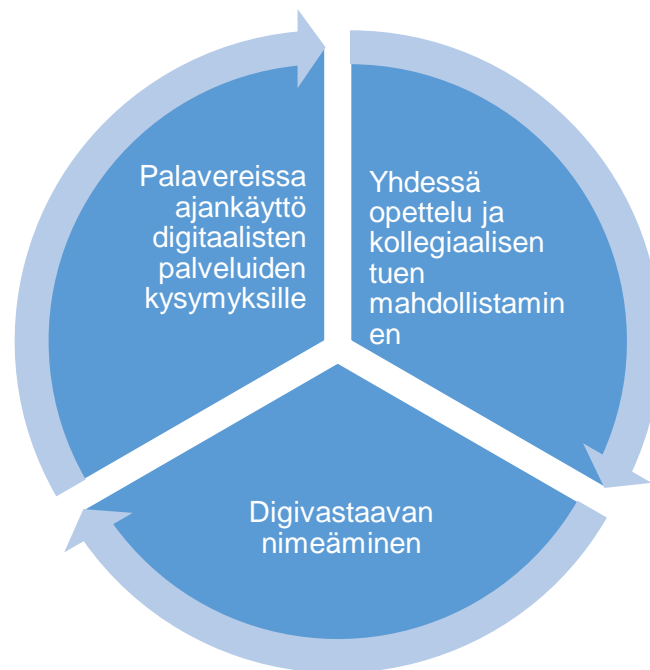 Palavereissa
ajankäyttö
digitaalisten
palveluiden
kysymyksille
Yhdessä
opettelu ja
kollegiaalisen
tuen
mahdollistamin
en
Digivastaavan
nimeäminen